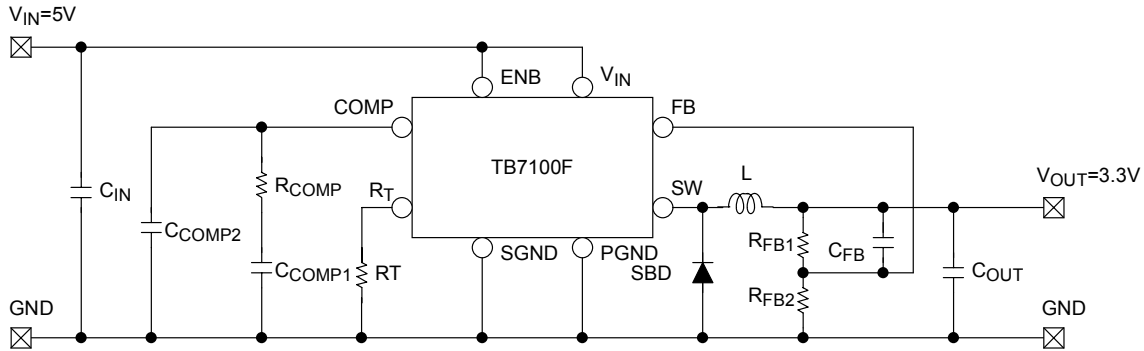 VIN=5V
ENB
VIN
COMP
FB
TB7100F
L
VOUT=3.3V
CIN
RCOMP
RT
SW
CCOMP2
RFB1
CFB
CCOMP1
RT
SGND
PGND
SBD
RFB2
COUT
GND
GND